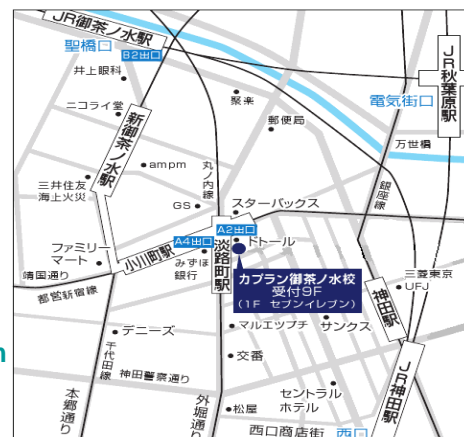 JR御茶ノ水駅
聖橋口
B2出口
井上眼科
ニコライ堂
新御茶ノ水駅
聚楽
郵便局
電気街口
JR秋葉原駅
万世橋
ampm
丸ノ内線
三井住友
海上火災
GS
スターバックス
銀座線
A2出口
ドトール
A4出口
小川町駅
淡路町駅
ファミリー
マート
みずほ
銀行
靖国通り
都営新宿線
カプラン御茶ノ水校
受付9F
(1F セブンイレブン)
三菱東京
UFJ
神田駅
デニーズ
マルエツプチ
サンクス
千代田線
交番
神田警察通り
JR神田駅
本郷通り
外堀通り
セントラル
ホテル
松屋
西口商店街
西口
n